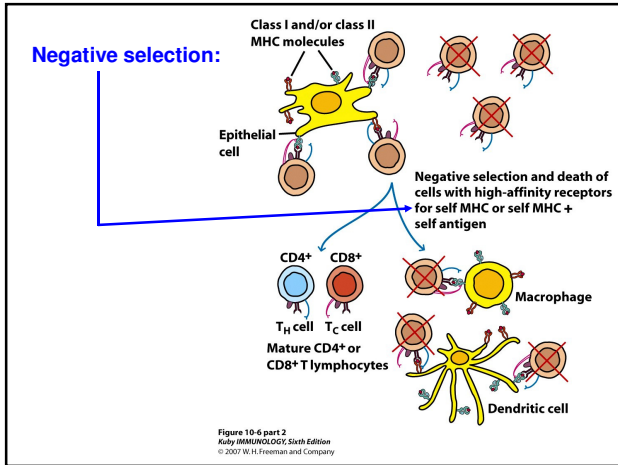 Negative selection:
Class I and/or class II
MHC molecules
Epithelial
cell
Negative selection and death of
cells with high-affinity receptors
for self MHC or self MHC +
self antigen
CD4+ CD8+
TH cell TC cell
Mature CD4+ or
CD8+ T lymphocytes
Macrophage
Dendritic cell
Figure 10-6 part 2
Kuby IMMUNOLOGY, Sixth Edition
© 2007 W. H. Freeman and Company